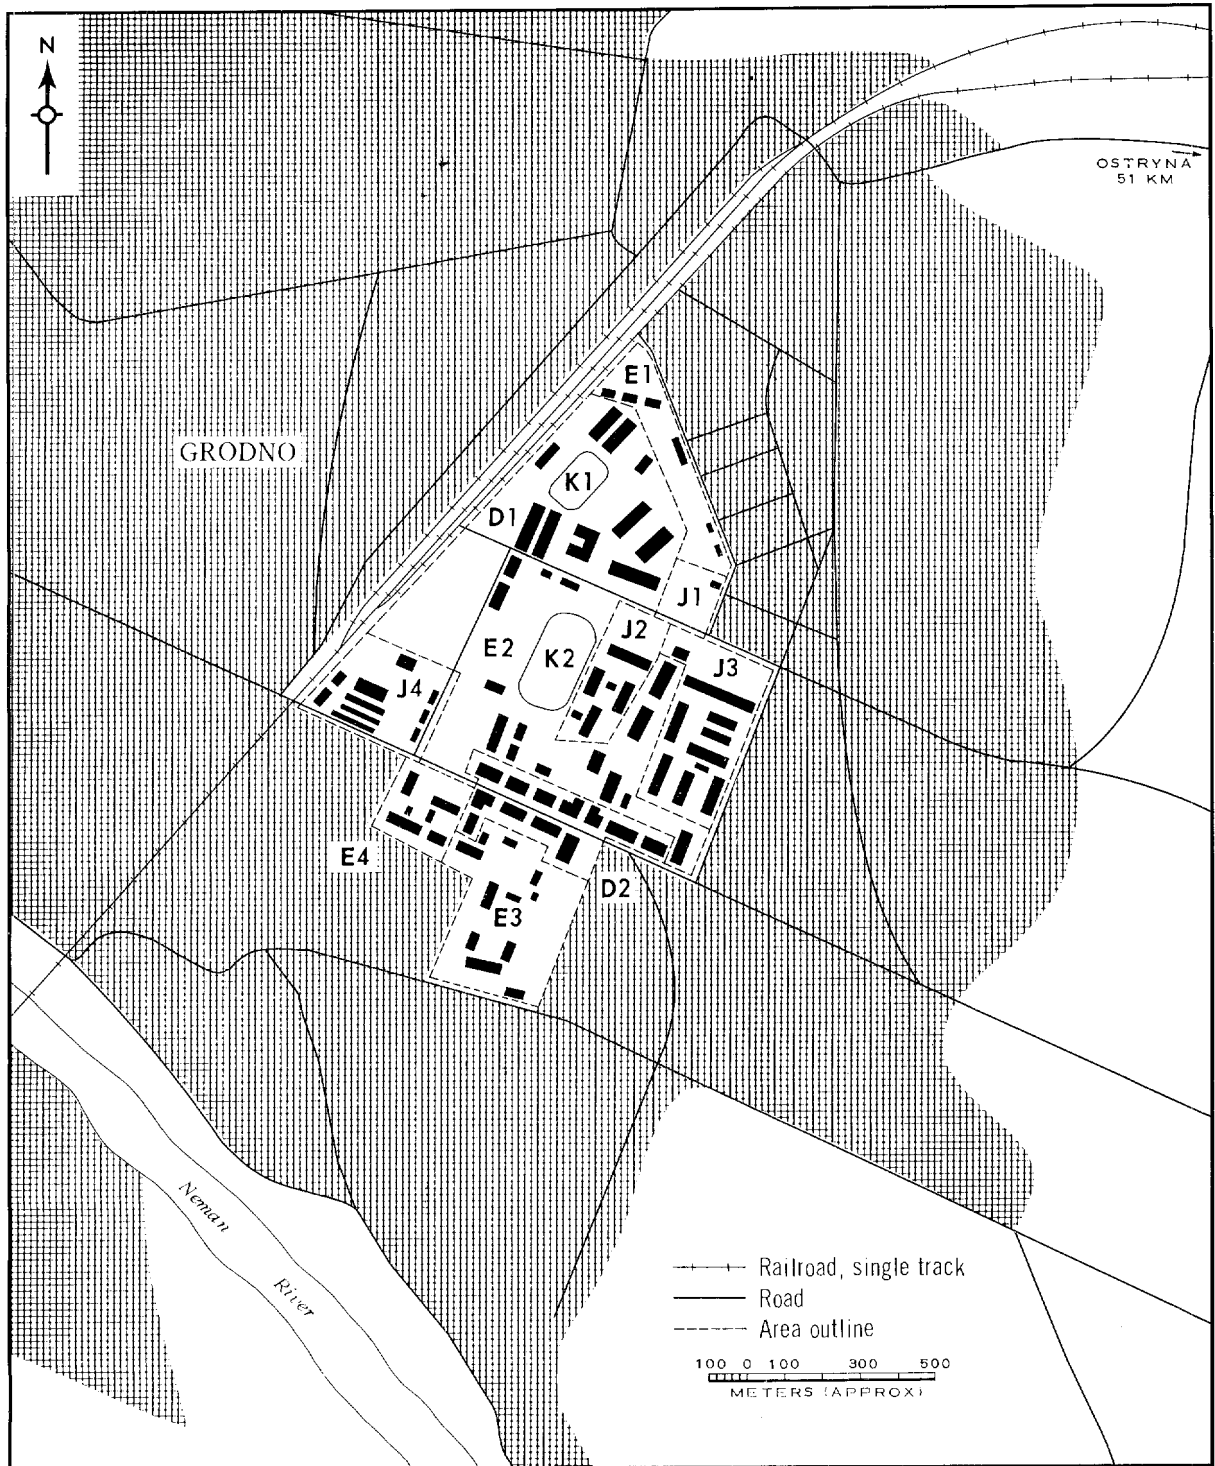 N
OSTRYNA
51 KM
E1
GRODNO
K1
D1
J1
J2
E2
K2
J3
J4
E4
D2
E3
Neman
River
Railroad, single track
Road
Area outline
100 0 100 300 500
METERS (APPROX)